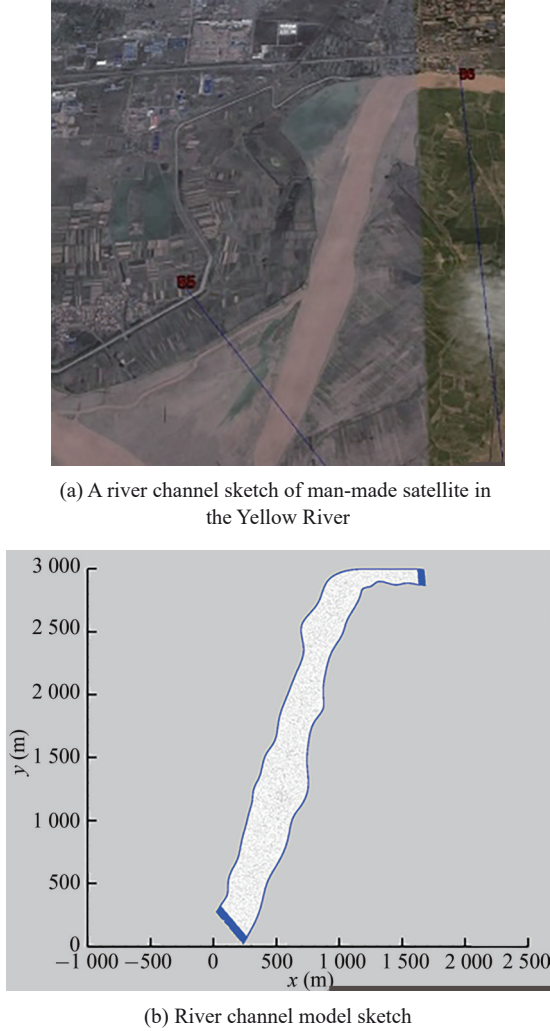 B5
B5
(a) A river channel sketch of man-made satellite in
the Yellow River
3 000
2 500
2 000
1 500
1 000
500
0
y (m)
−1 000 −500 0 500 1 000 1 500 2 000 2 500
x (m)
(b) River channel model sketch